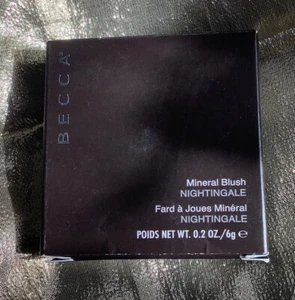 BECCA
Mineral Blush
NIGHTINGALE
Fard à Joues Minéral
NIGHTINGALE
POIDS NET WT. 0.2 OZ./6g ℮